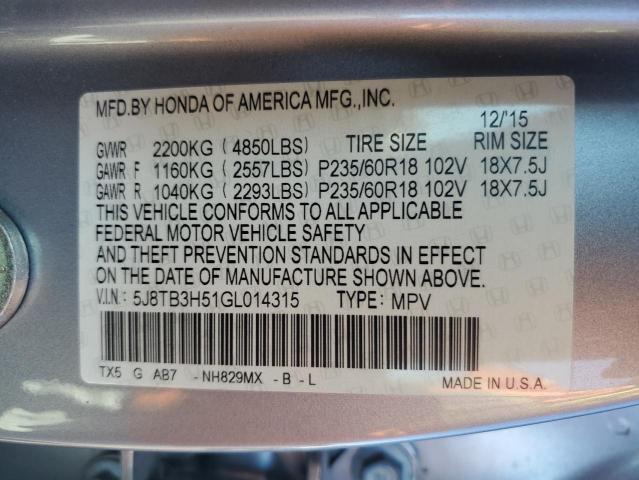 MFD.BY HONDA OF AMERICA MFG.,INC.
12/'15
GVWR 2200KG (4850LBS) TIRE SIZE RIM SIZE
GAWR F 1160KG (2557LBS) P235/60R18 102V 18X7.5J
GAWR R 1040KG (2293LBS) P235/60R18 102V 18X7.5J
THIS VEHICLE CONFORMS TO ALL APPLICABLE
FEDERAL MOTOR VEHICLE SAFETY
AND THEFT PREVENTION STANDARDS IN EFFECT
ON THE DATE OF MANUFACTURE SHOWN ABOVE.
V.I.N.: 5J8TB3H51GL014315 TYPE: MPV
TX5 G AB7 -NH829MX -B -L
MADE IN U.S.A.